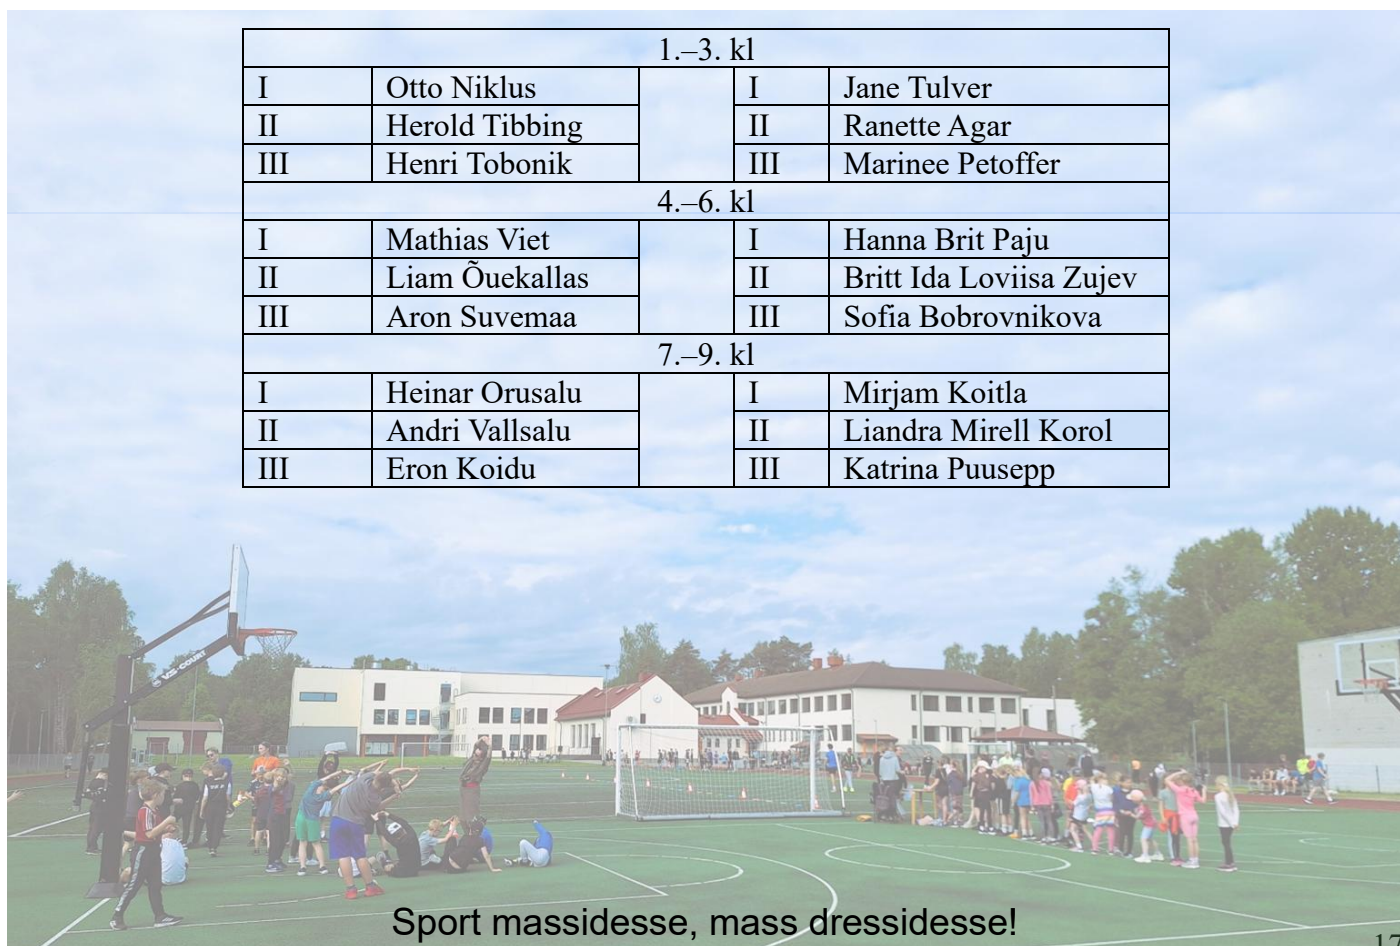 1.–3. kl
I Otto Niklus I Jane Tulver
II Herold Tibbing II Ranette Agar
III Henri Tobonik III Marinee Petoffer
4.–6. kl
I Mathias Viet I Hanna Brit Paju
II Liam Õuekallas II Britt Ida Loviisa Zujev
III Aron Suvemaa III Sofia Bobrovnikova
7.–9. kl
I Heinar Orusalu I Mirjam Koitla
II Andri Vallsalu II Liandra Mirell Korol
III Eron Koidu III Katrina Puusepp
Sport massidesse, mass dressidesse!